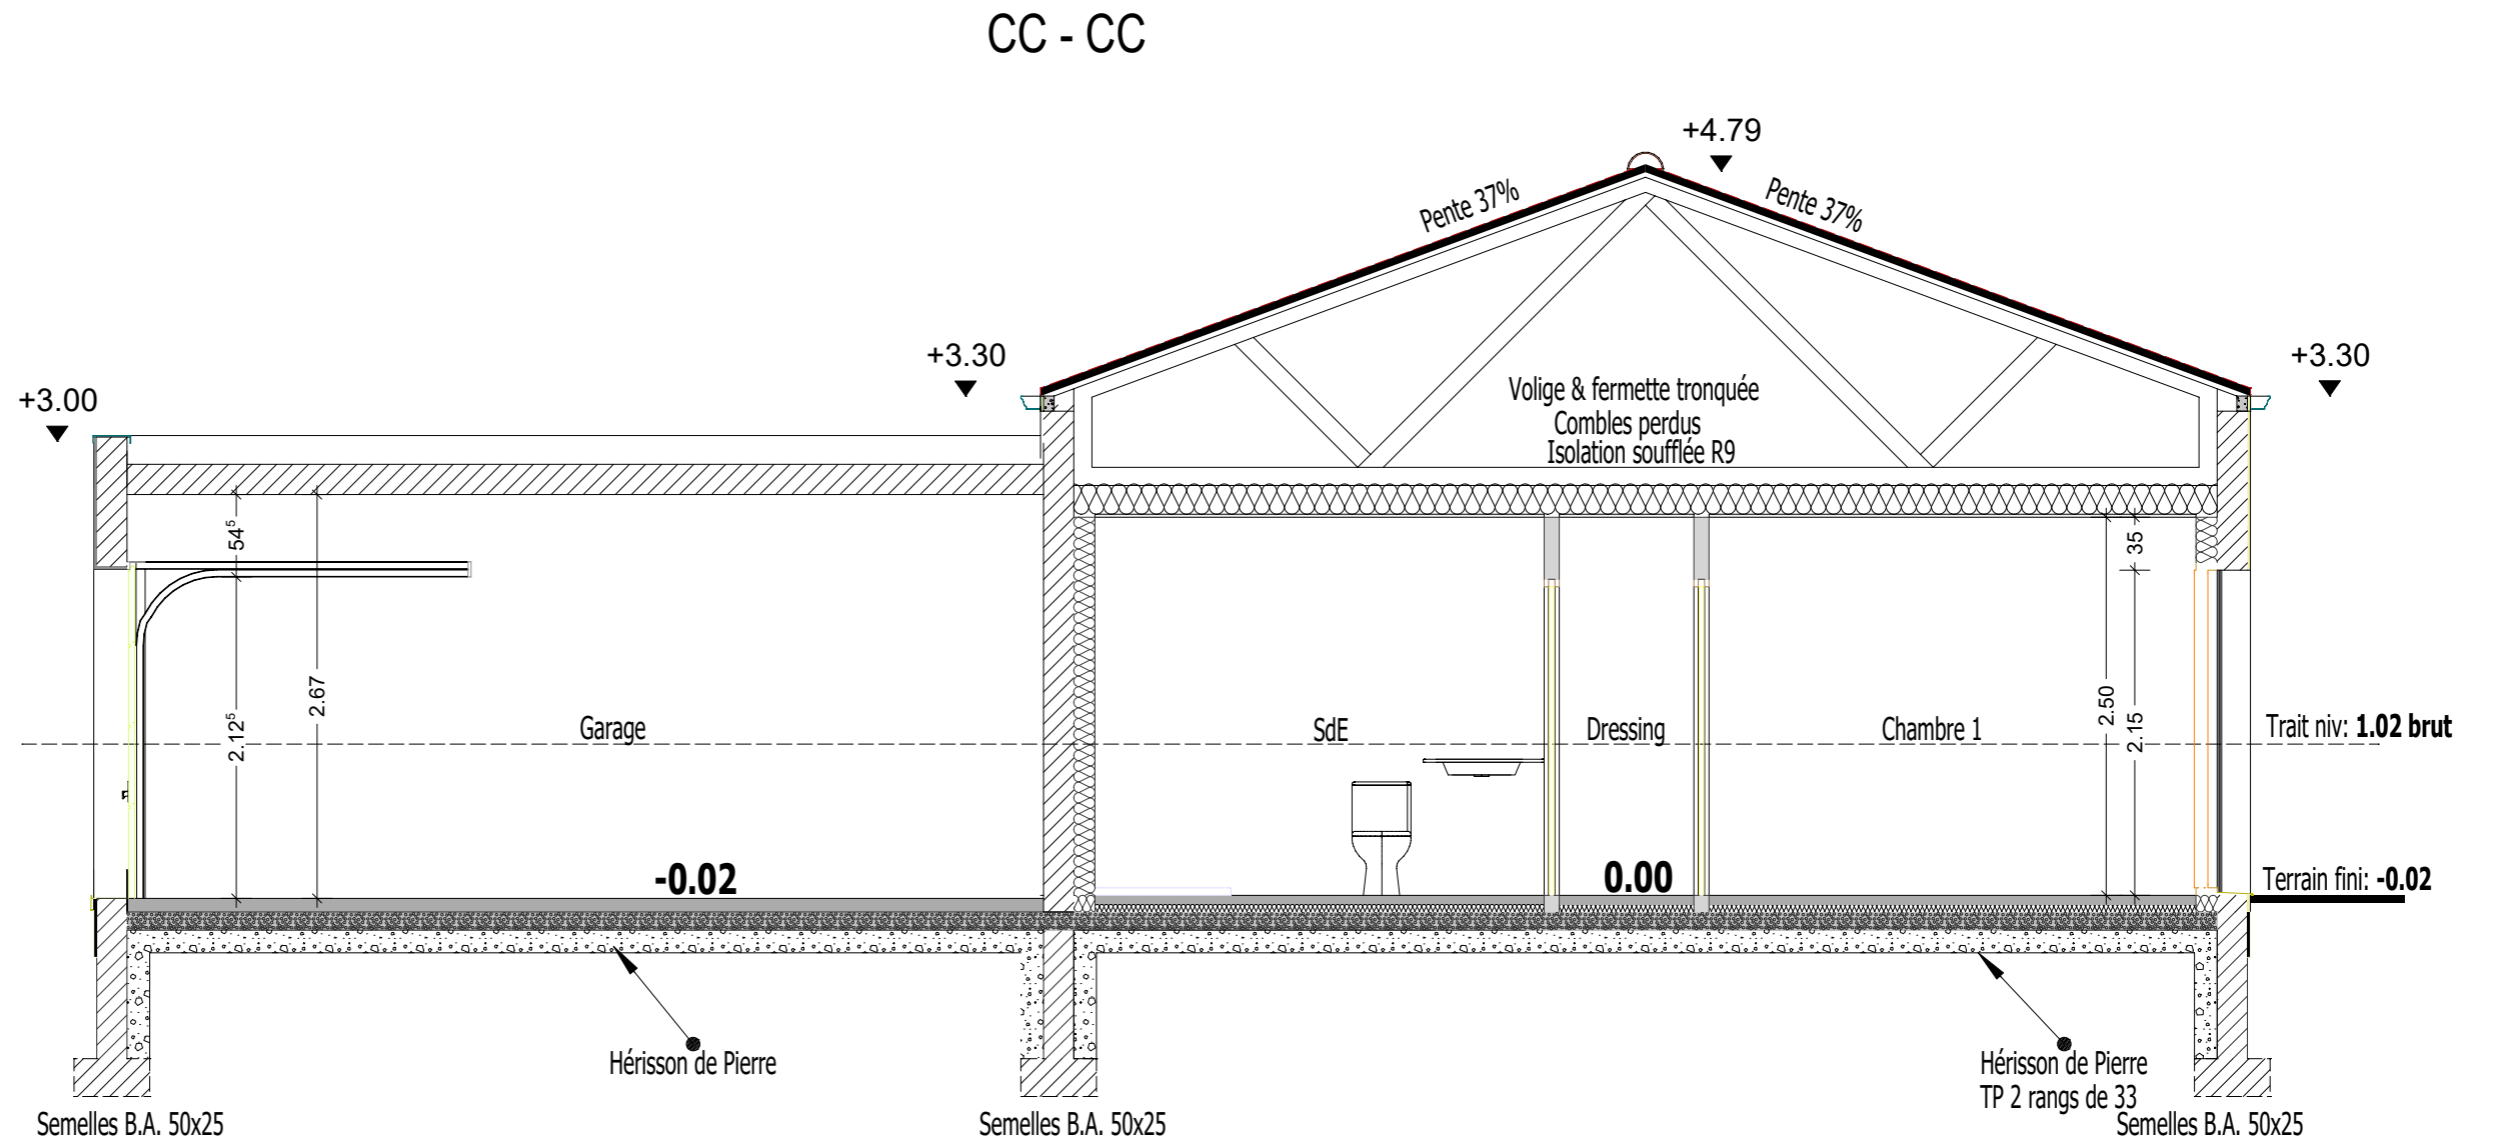 CC - CC
+4.79
Pente 37%
Pente 37%
+3.30
+3.30
+3.00
Volige & fermette tronquée
Combles perdus
Isolation soufflée R9
54⁵
35
2.67
2.12⁵
2.50
2.15
Garage
SdE
Dressing
Chambre 1
Trait niv: 1.02 brut
-0.02
0.00
Terrain fini: -0.02
Hérisson de Pierre
Hérisson de Pierre
TP 2 rangs de 33
Semelles B.A. 50x25
Semelles B.A. 50x25
Semelles B.A. 50x25